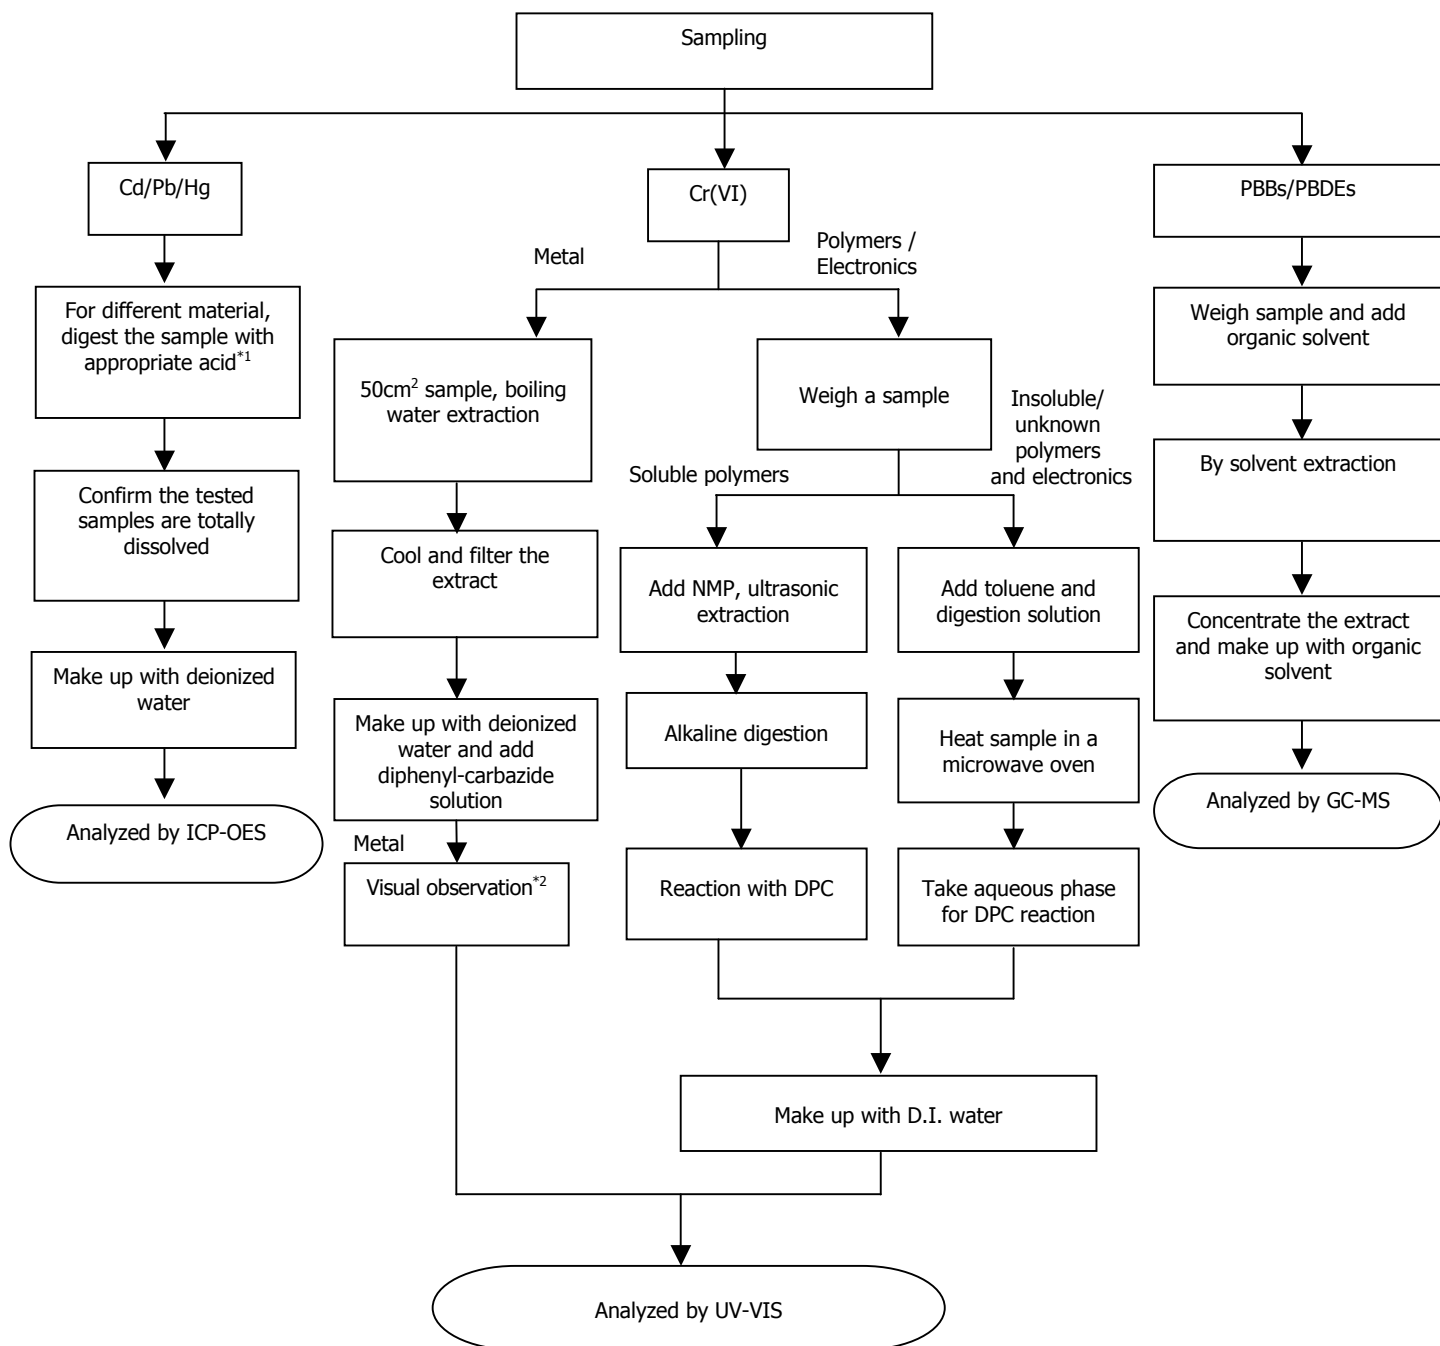 Sampling
Cd/Pb/Hg
Cr(VI)
PBBs/PBDEs
Metal
Polymers /
Electronics
For different material,
digest the sample with
appropriate acid*1
50cm2 sample, boiling
water extraction
Weigh a sample
Weigh sample and add
organic solvent
Soluble polymers
Insoluble/
unknown
polymers
and electronics
Confirm the tested
samples are totally
dissolved
Cool and filter the
extract
Add NMP, ultrasonic
extraction
Add toluene and
digestion solution
By solvent extraction
Make up with deionized
water
Make up with deionized
water and add
diphenyl-carbazide
solution
Alkaline digestion
Heat sample in a
microwave oven
Concentrate the extract
and make up with organic
solvent
Analyzed by ICP-OES
Metal
Visual observation*2
Reaction with DPC
Take aqueous phase
for DPC reaction
Analyzed by GC-MS
Make up with D.I. water
Analyzed by UV-VIS